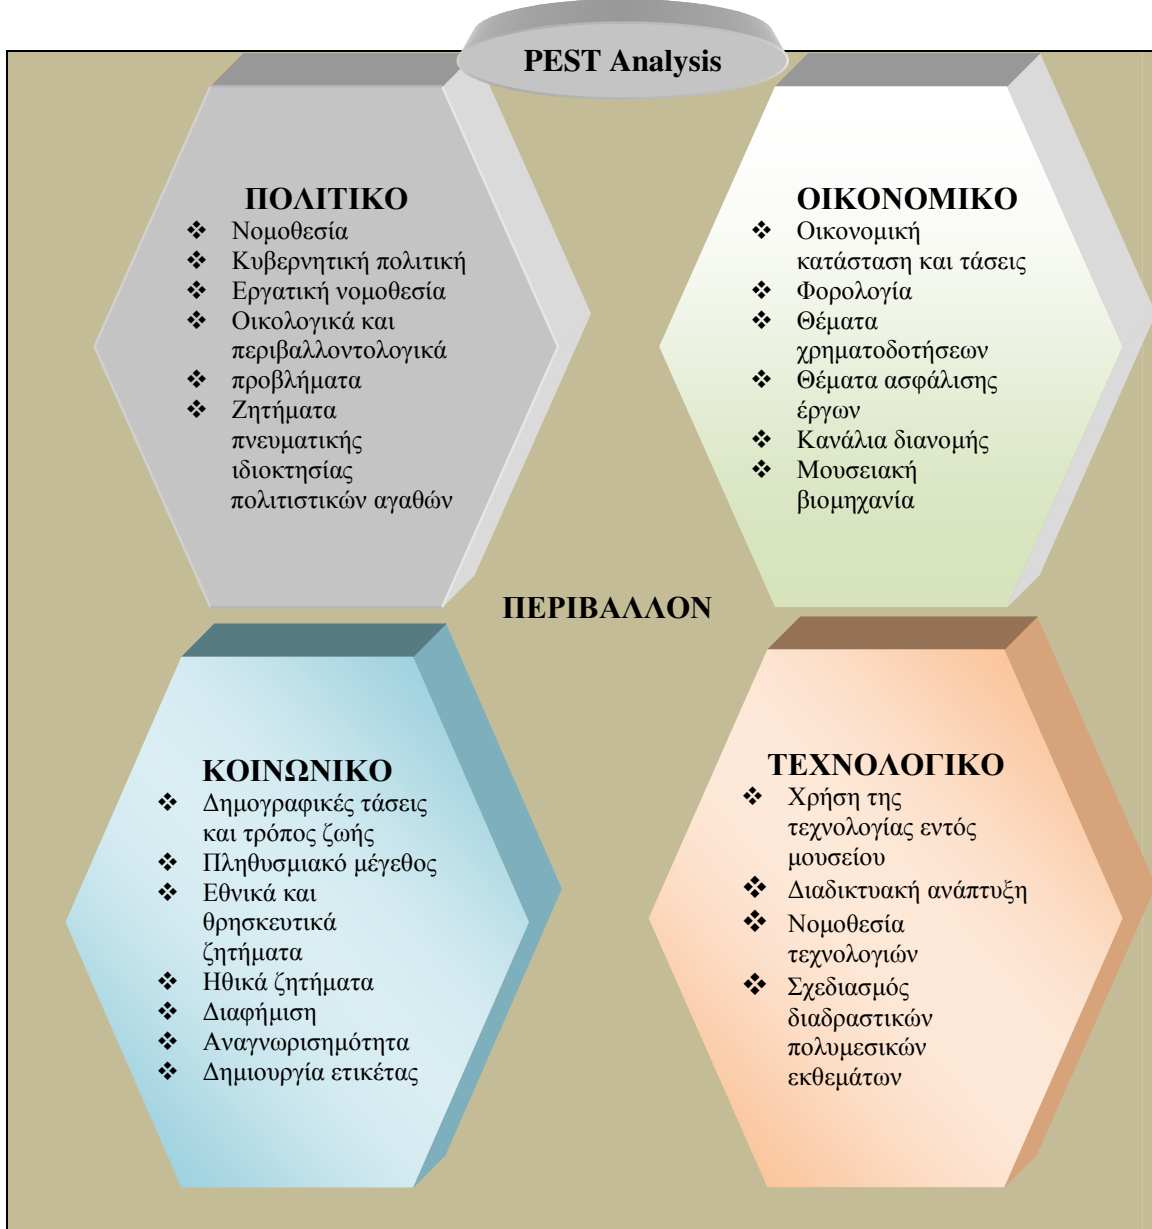 PEST Analysis
ΠΟΛΙΤΙΚΟ
❖ Νομοθεσία
❖ Κυβερνητική πολιτική
❖ Εργατική νομοθεσία
❖ Οικολογικά και
περιβαλλοντολογικά
❖ προβλήματα
❖ Ζητήματα
πνευματικής
ιδιοκτησίας
πολιτιστικών αγαθών
ΟΙΚΟΝΟΜΙΚΟ
❖ Οικονομική
κατάσταση και τάσεις
❖ Φορολογία
❖ Θέματα
χρηματοδοτήσεων
❖ Θέματα ασφάλισης
έργων
❖ Κανάλια διανομής
❖ Μουσειακή
βιομηχανία
ΠΕΡΙΒΑΛΛΟΝ
ΚΟΙΝΩΝΙΚΟ
❖ Δημογραφικές τάσεις
και τρόπος ζωής
❖ Πληθυσμιακό μέγεθος
❖ Εθνικά και
θρησκευτικά
ζητήματα
❖ Ηθικά ζητήματα
❖ Διαφήμιση
❖ Αναγνωρισημότητα
❖ Δημιουργία ετικέτας
ΤΕΧΝΟΛΟΓΙΚΟ
❖ Χρήση της
τεχνολογίας εντός
μουσείου
❖ Διαδικτυακή ανάπτυξη
❖ Νομοθεσία
τεχνολογιών
❖ Σχεδιασμός
διαδραστικών
πολυμεσικών
εκθεμάτων